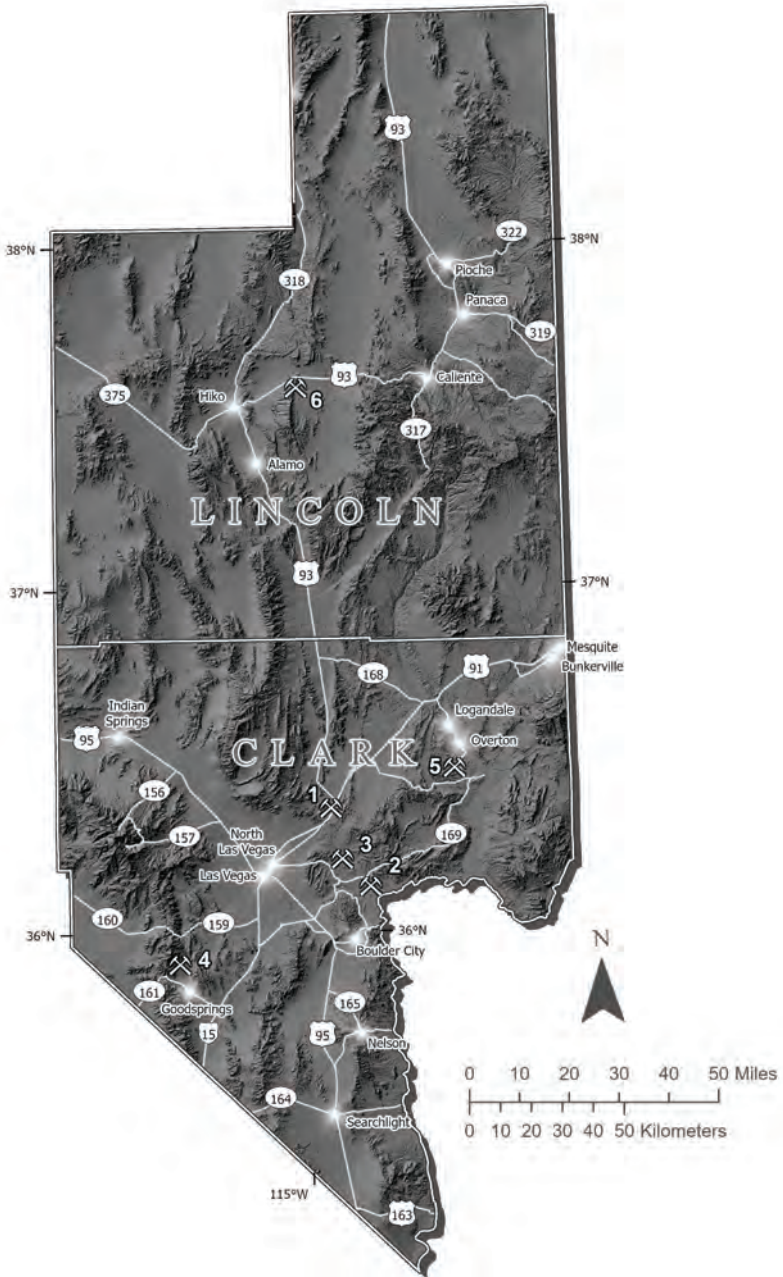 93
322
38°N
38°N
Pioche
318
Panaca
319
93
Caliente
375
Hiko
6
317
Alamo
LINCOLN
93
37°N
37°N
Mesquite
168
91
Bunkerville
Indian
Springs
Logandale
95
Overton
CLARK
5
156
1
157
North
Las Vegas
169
3
2
Las Vegas
160
159
36°N
36°N
Boulder City
N
4
161
Goodsprings
165
15
95
Nelson
0 10 20 30 40 50 Miles
164
Searchlight
0 10 20 30 40 50 Kilometers
115°W
163